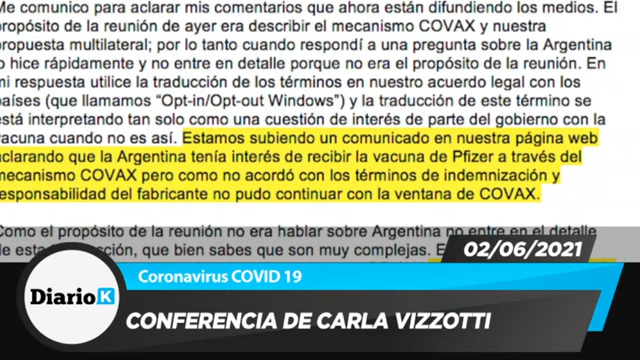 Me comunico para aclarar mis comentarios que ahora están difundiendo los medios. El
propósito de la reunión de ayer era describir el mecanismo COVAX y nuestra
propuesta multilateral; por lo tanto cuando respondí a una pregunta sobre la Argentina
lo hice rápidamente y no entre en detalle porque no era el propósito de la reunión. En
mi respuesta utilice la traducción de los términos en nuestro acuerdo legal con los
países (que llamamos “Opt-in/Opt-out Windows”) y la traducción de este término se
está interpretando tan solo como una cuestión de interés de parte del gobierno con la
vacuna cuando no es así. Estamos subiendo un comunicado en nuestra página web
aclarando que la Argentina tenía interés de recibir la vacuna de Pfizer a través del
mecanismo COVAX pero como no acordó con los términos de indemnización y
responsabilidad del fabricante no pudo continuar con la ventana de COVAX.
Como el propósito de la reunión no era hablar sobre Argentina no entre en el detalle
de esta que bien sabes que son muy complejas.
02/06/2021
Coronavirus COVID 19
Diario K
CONFERENCIA DE CARLA VIZZOTTI